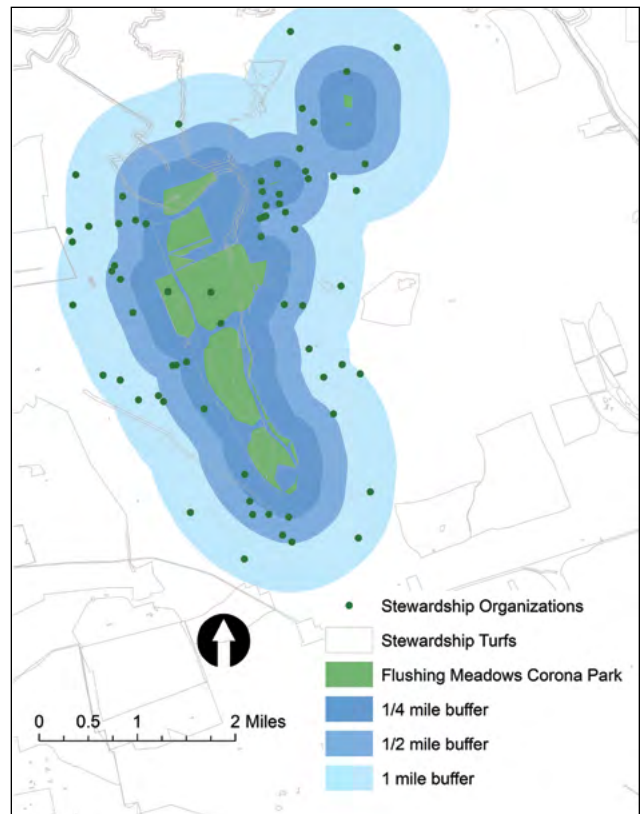 Stewardship Organizations
Stewardship Turfs
Flushing Meadows Corona Park
1/4 mile buffer
1/2 mile buffer
1 mile buffer
0 0.5 1 2 Miles